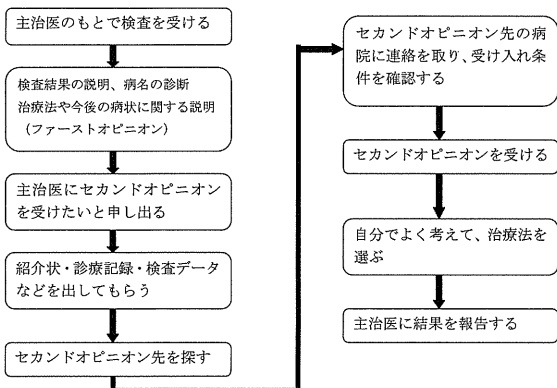 主治医のもとで検査を受ける
検査結果の説明、病名の診断
治療法や今後の病状に関する説明
（ファーストオピニオン）
主治医にセカンドオピニオン
を受けたいと申し出る
紹介状・診療記録・検査データ
などを出してもらう
セカンドオピニオン先を探す
セカンドオピニオン先の病
院に連絡を取り、受け入れ条
件を確認する
セカンドオピニオンを受ける
自分でよく考えて、治療法を
選ぶ
主治医に結果を報告する